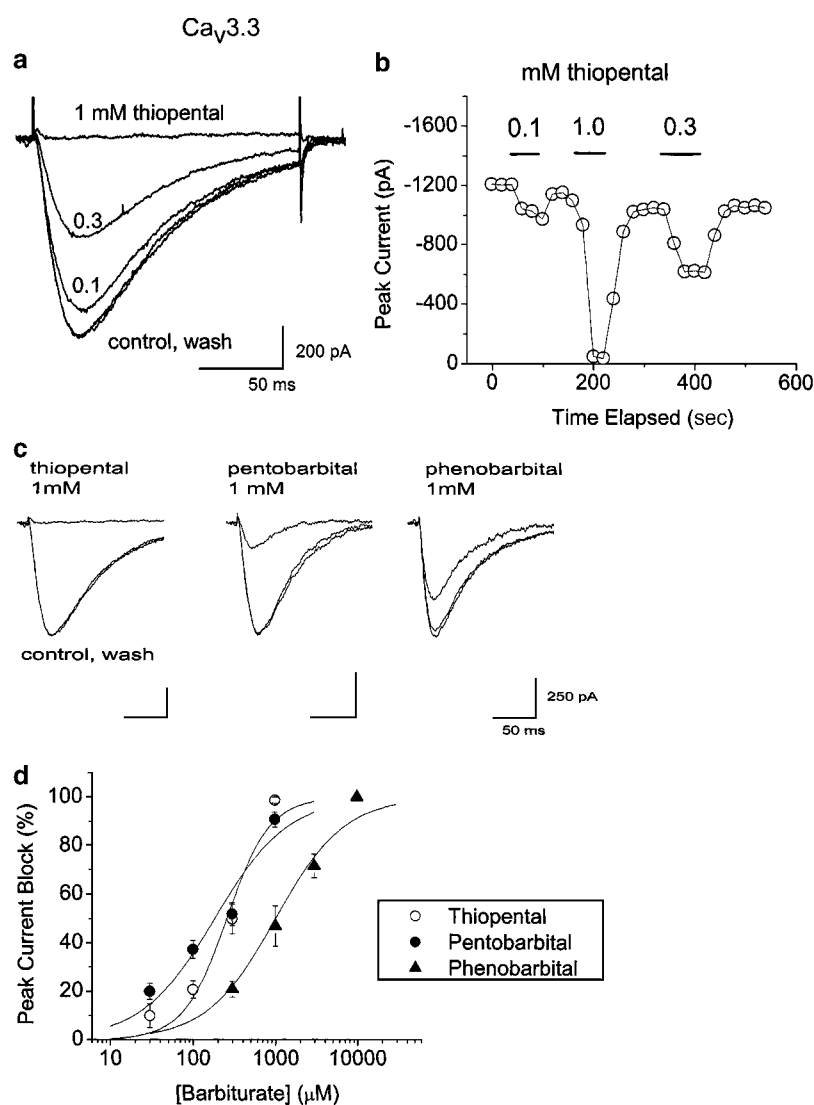 Ca_V3.3
a
1 mM thiopental
0.3
0.1
control, wash
200 pA
50 ms
b
mM thiopental
0.1 1.0 0.3
-1600
-1200
-800
-400
0
Peak Current (pA)
0 200 400 600
Time Elapsed (sec)
c
thiopental
1mM
pentobarbital
1 mM
phenobarbital
1mM
control, wash
250 pA
50 ms
d
100
80
60
40
20
0
Peak Current Block (%)
10 100 1000 10000
[Barbiturate] (μM)
Thiopental
Pentobarbital
Phenobarbital